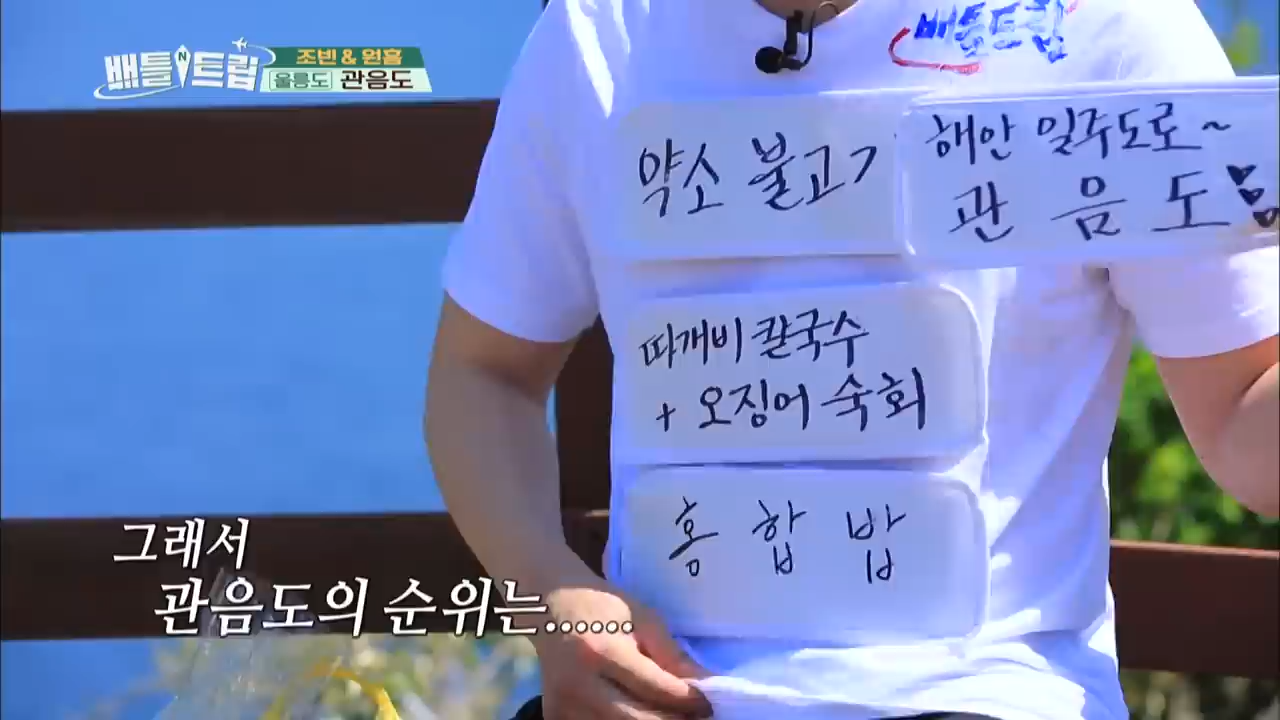 배틀트립
조빈 & 원흠
울릉도 관음도
배틀트립
약소 불고기
해안 일주도로~
관음도
따개비 칼국수
+ 오징어 숙회
홍합밥
그래서
관음도의 순위는......